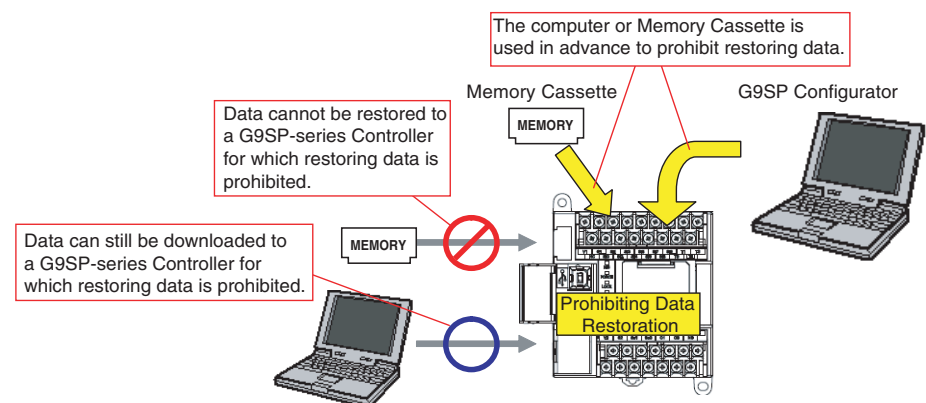 The computer or Memory Cassette is
used in advance to prohibit restoring data.
Memory Cassette
G9SP Configurator
MEMORY
Data cannot be restored to
a G9SP-series Controller
for which restoring data is
prohibited.
MEMORY
Data can still be downloaded to
a G9SP-series Controller for
which restoring data is prohibited.
Prohibiting Data
Restoration